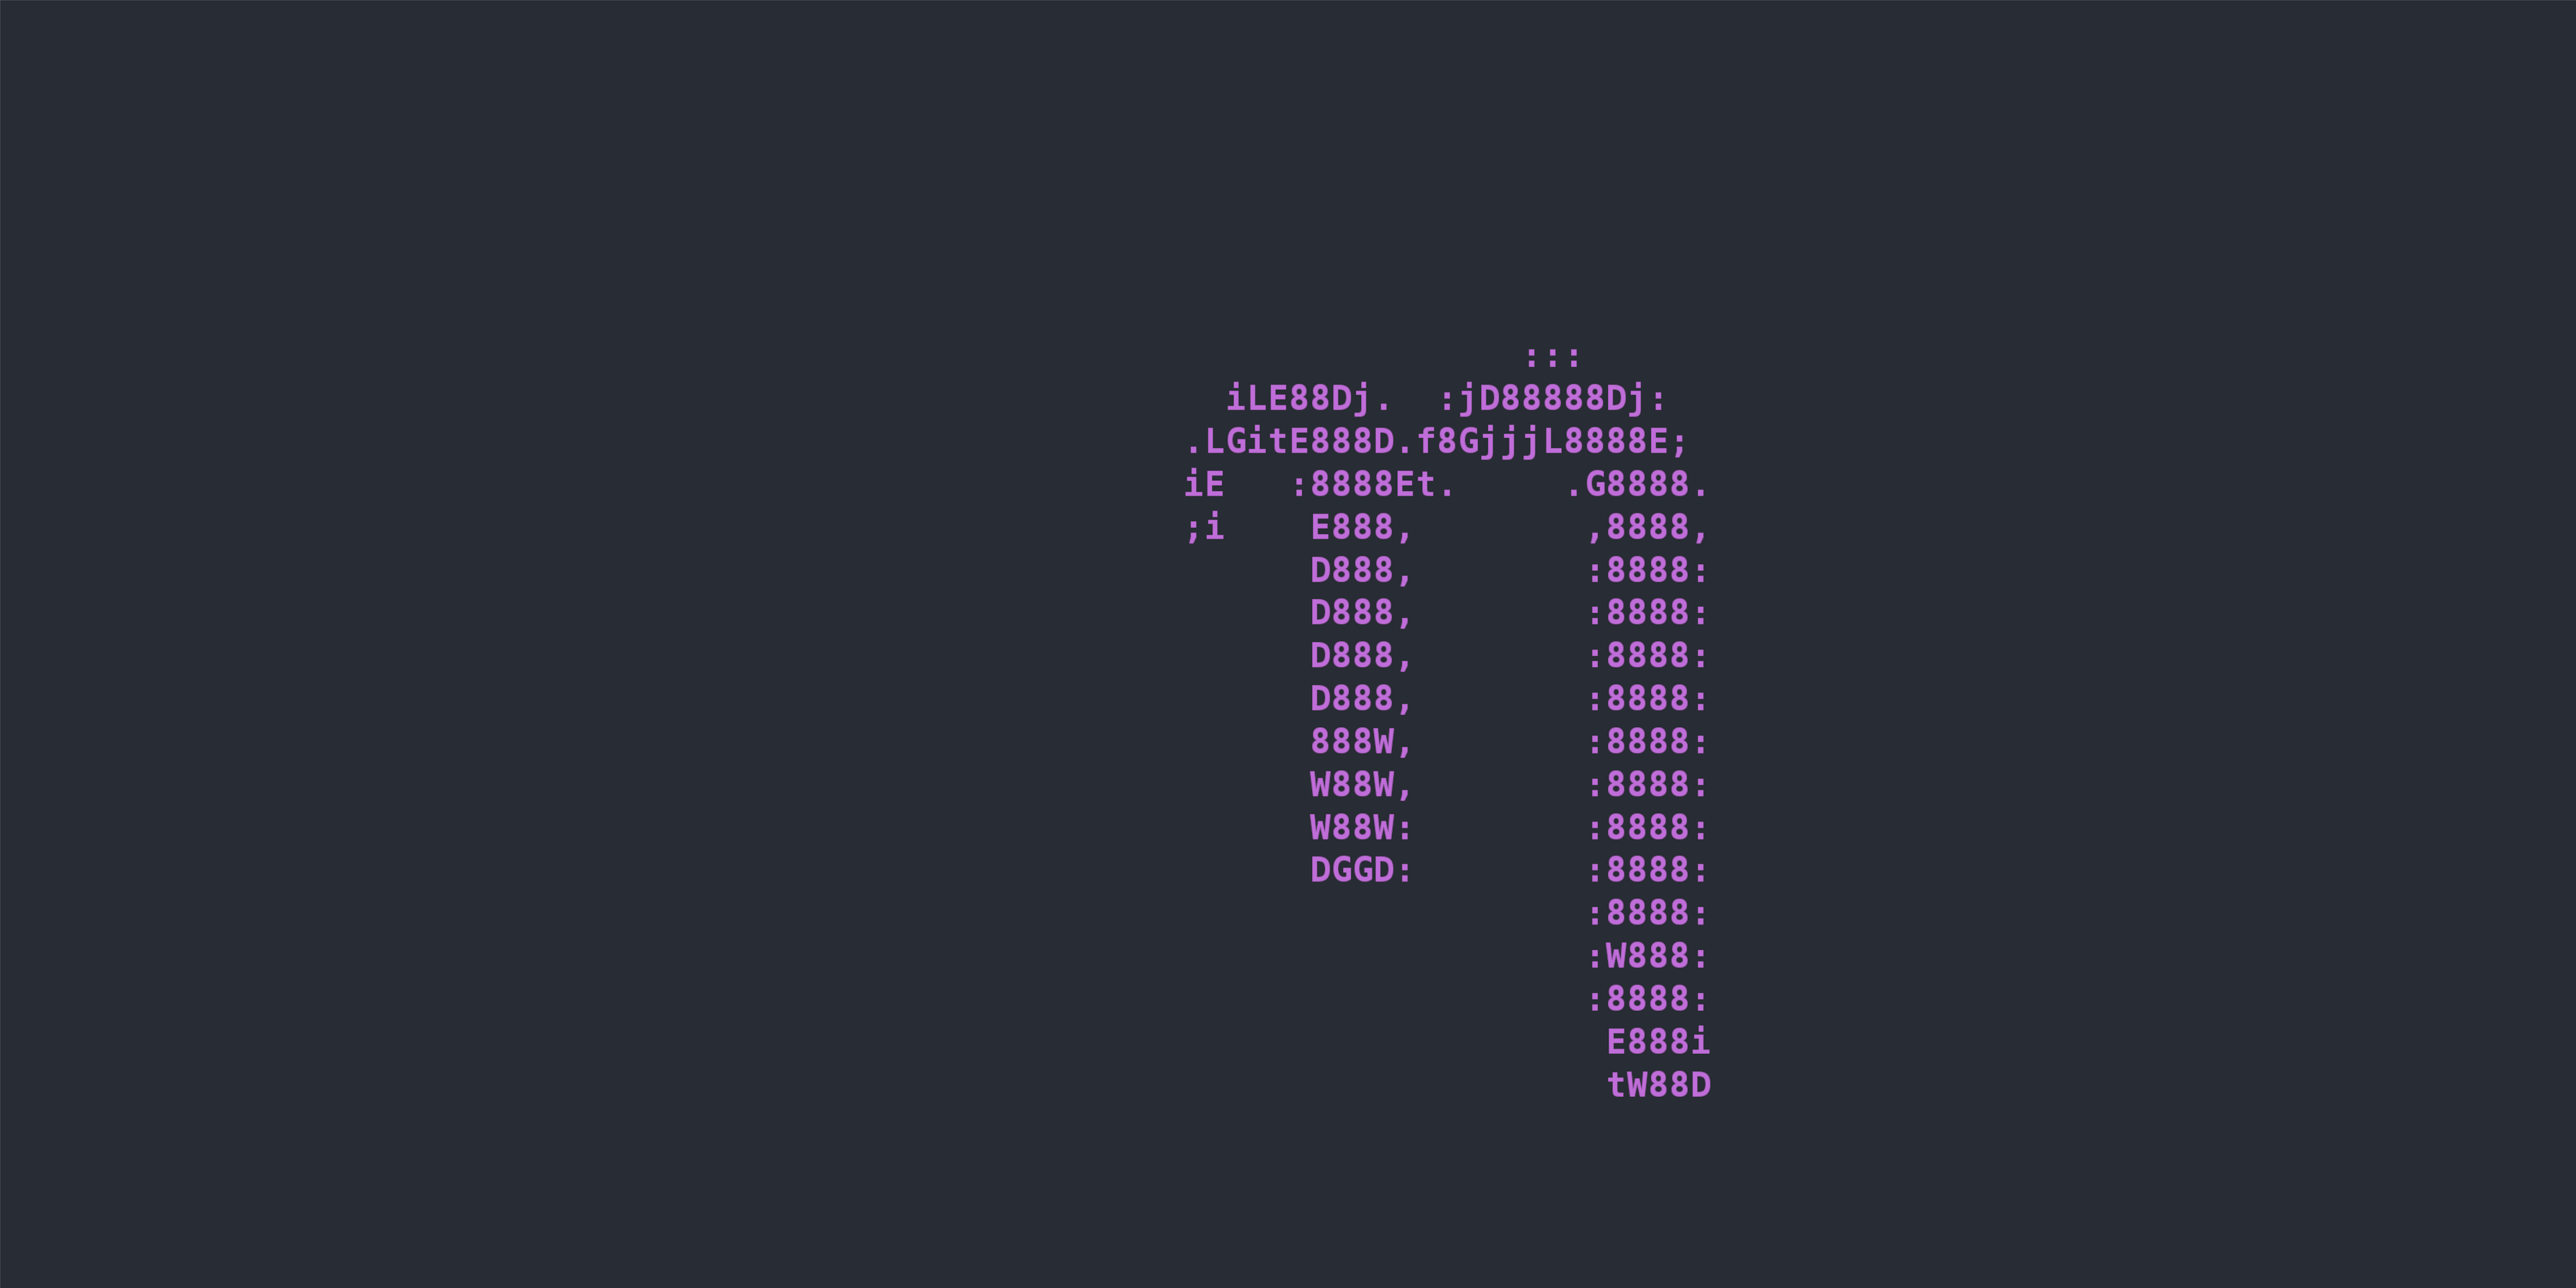 :::
  iLE88Dj.  :jD88888Dj:
.LGitE888D.f8GjjjL8888E;
iE   :8888Et.     .G8888.
;i    E888,        ,8888,
      D888,        :8888:
      D888,        :8888:
      D888,        :8888:
      D888,        :8888:
      888W,        :8888:
      W88W,        :8888:
      W88W:        :8888:
      DGGD:        :8888:
                   :8888:
                   :W888:
                   :8888:
                    E888i
                    tW88D